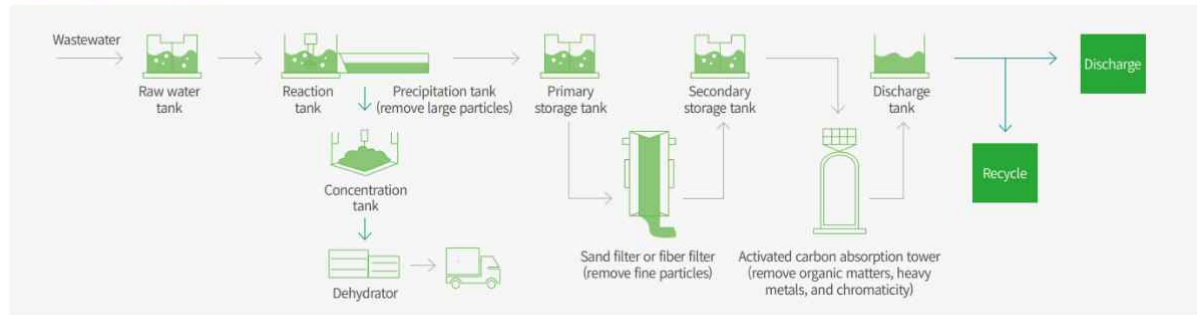 Wastewater
Raw water
tank
Reaction
tank
Precipitation tank
(remove large particles)
Primary
storage tank
Secondary
storage tank
Discharge
tank
Discharge
Recycle
Concentration
tank
Sand filter or fiber filter
(remove fine particles)
Activated carbon absorption tower
(remove organic matters, heavy
metals, and chromaticity)
Dehydrator